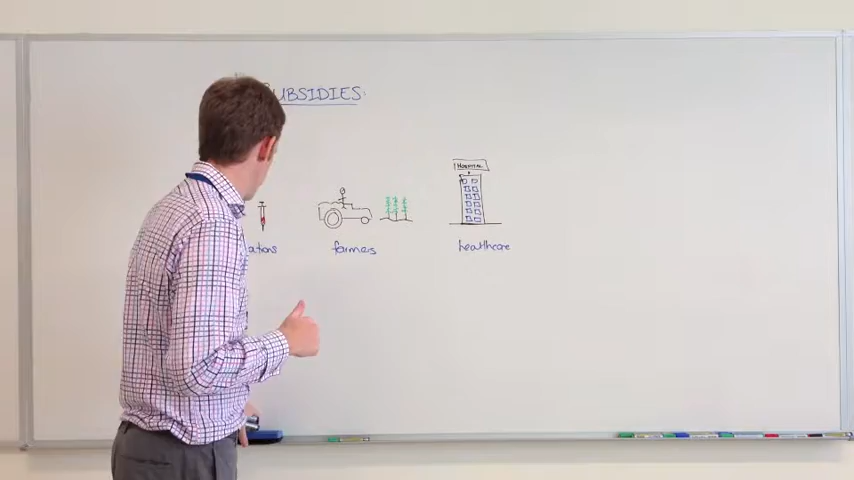 UBSIDIES
HOSPITAL
ations
farmers
healthcare